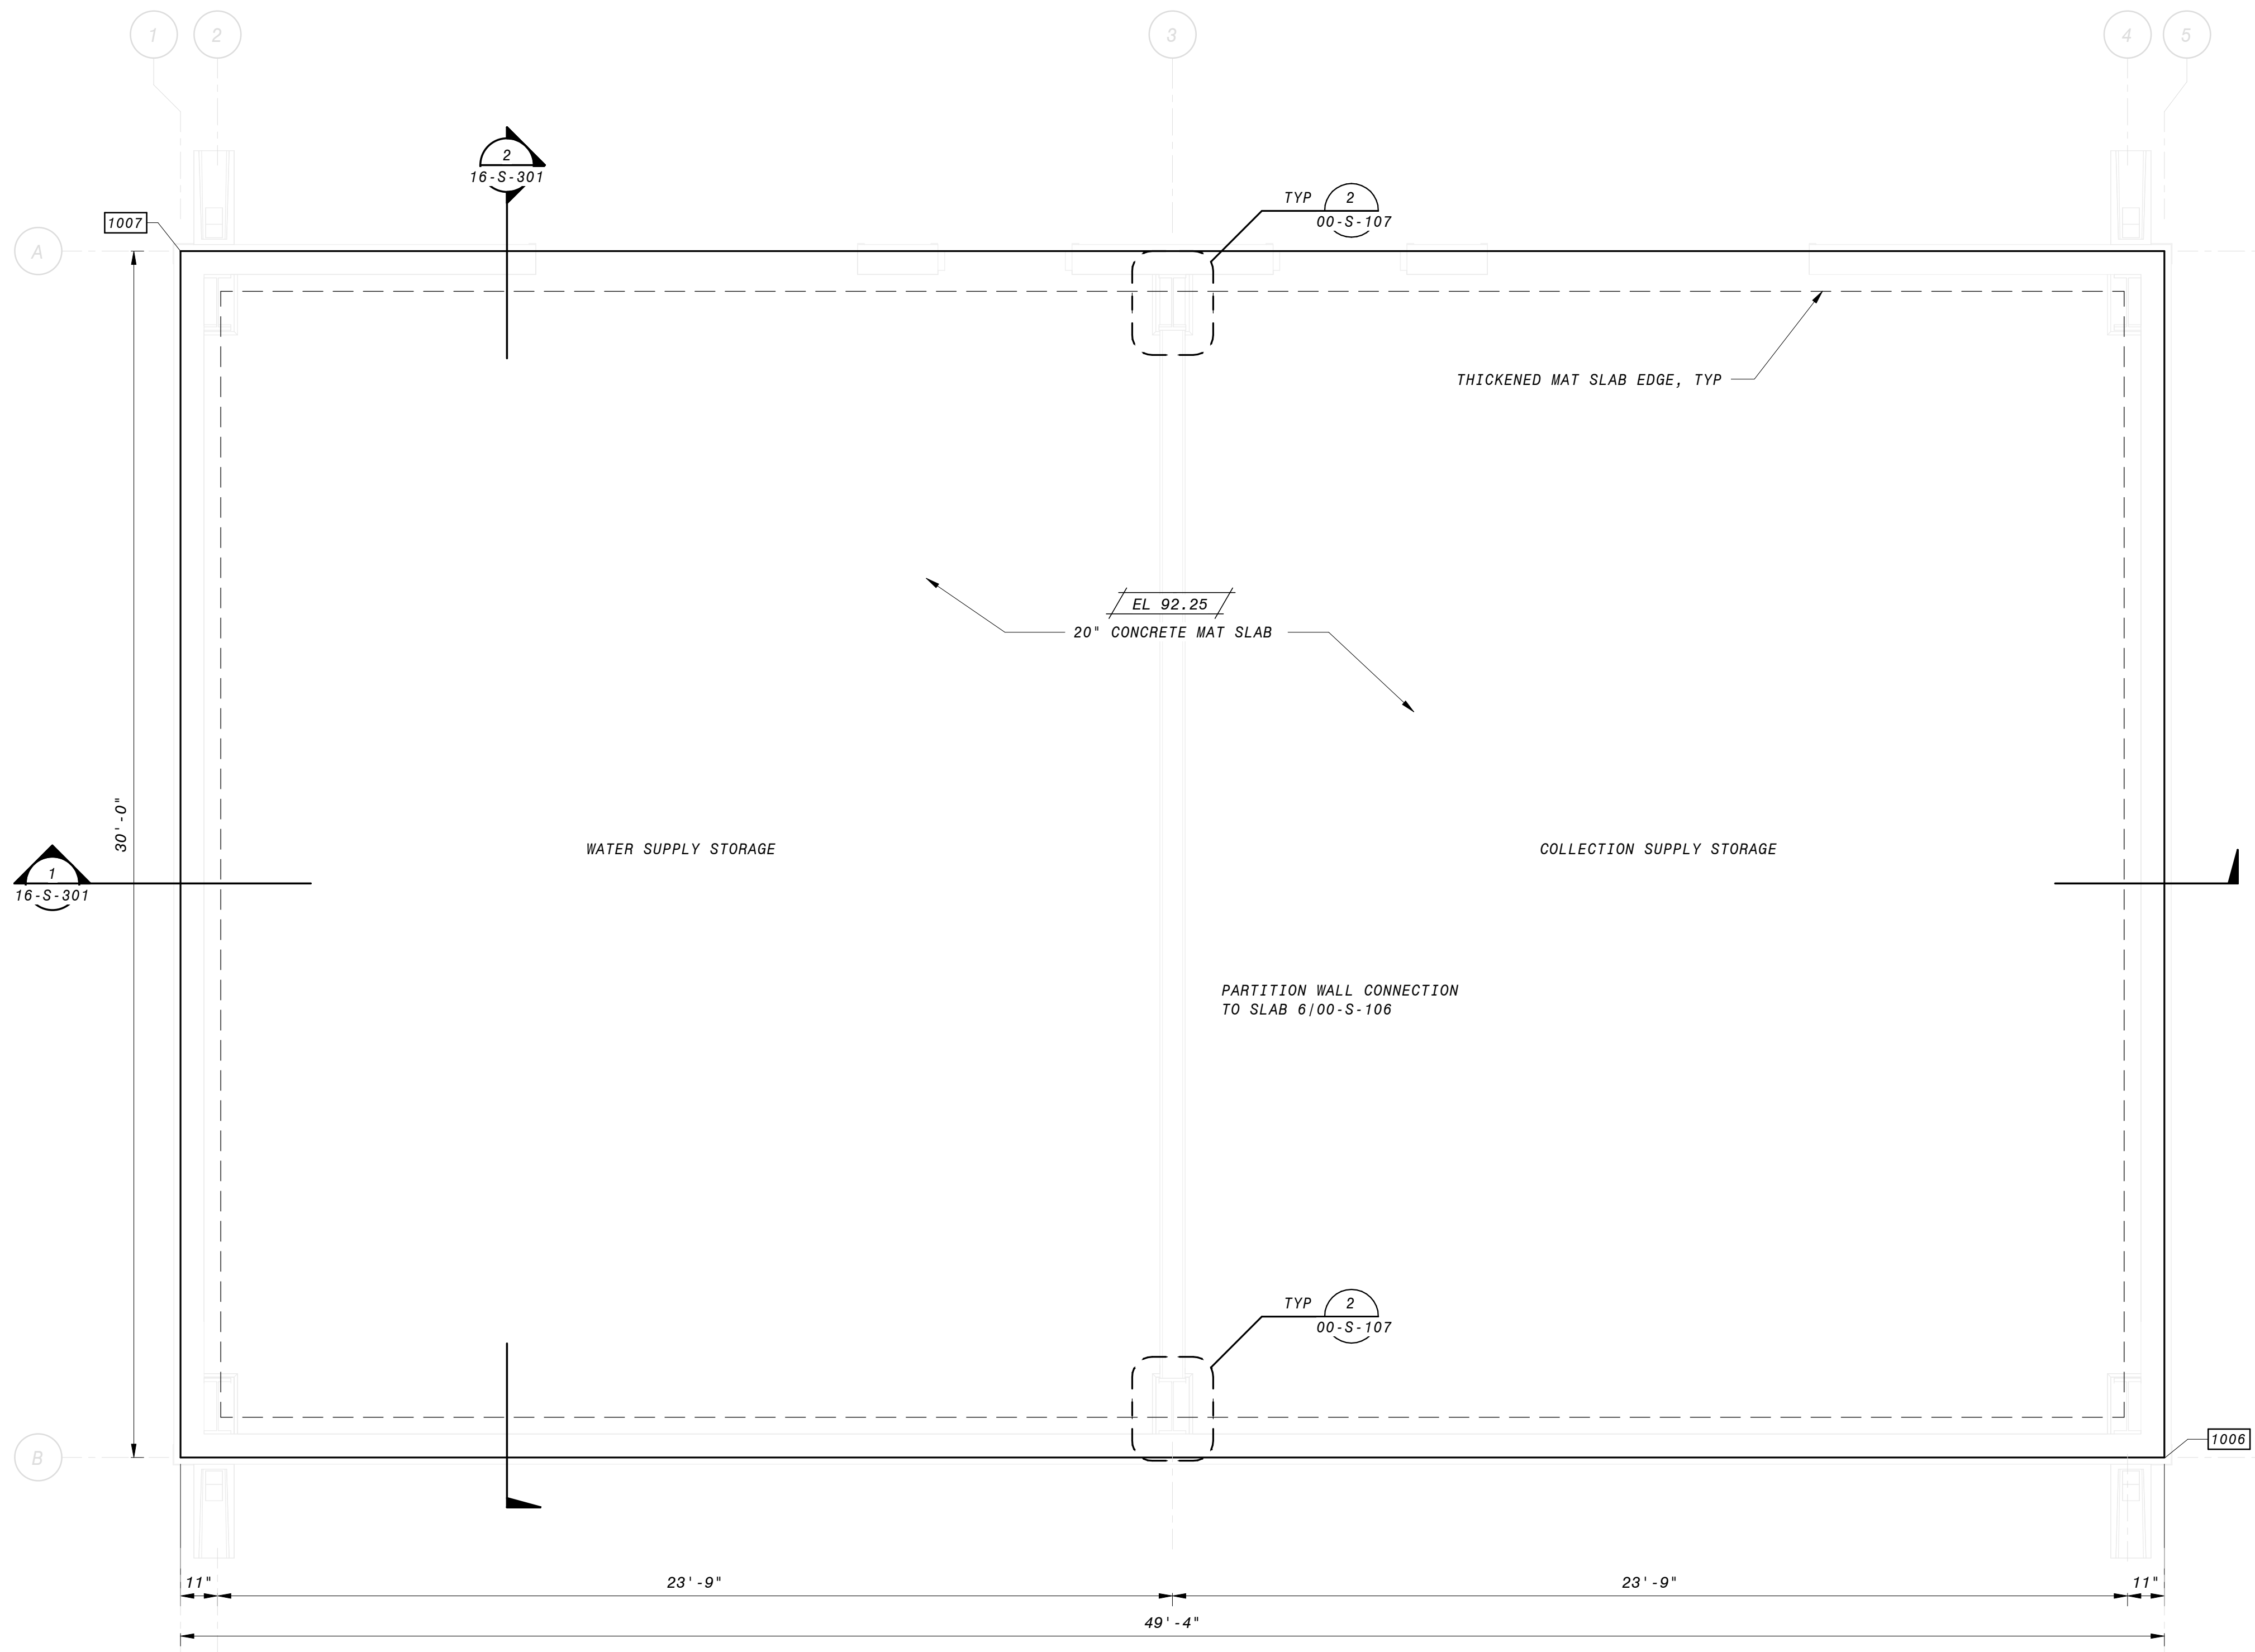 1
2
3
4
5
2
16-S-301
TYP
2
00-S-107
1007
A
THICKENED MAT SLAB EDGE, TYP
EL 92.25
20" CONCRETE MAT SLAB
30'-0"
WATER SUPPLY STORAGE
COLLECTION SUPPLY STORAGE
1
16-S-301
PARTITION WALL CONNECTION
TO SLAB 6/00-S-106
TYP
2
00-S-107
B
1006
11"
23'-9"
23'-9"
11"
49'-4"